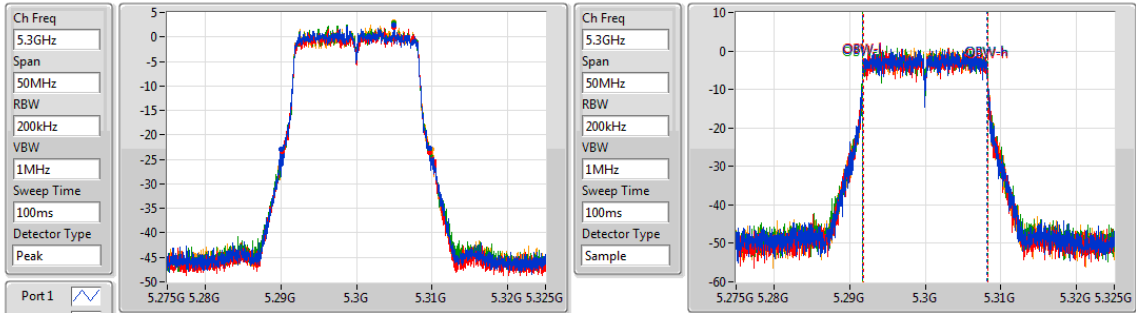 Ch Freq
5.3GHz
Span
50MHz
RBW
200kHz
VBW
1MHz
Sweep Time
100ms
Detector Type
Peak
Port 1
5
0
-5
-10
-15
-20
-25
-30
-35
-40
-45
-50
5.275G 5.28G 5.29G 5.3G 5.31G 5.32G 5.325G
Ch Freq
5.3GHz
Span
50MHz
RBW
200kHz
VBW
1MHz
Sweep Time
100ms
Detector Type
Sample
10
0
-10
-20
-30
-40
-50
-60
OBW-l OBW-h
5.275G 5.28G 5.29G 5.3G 5.31G 5.32G 5.325G